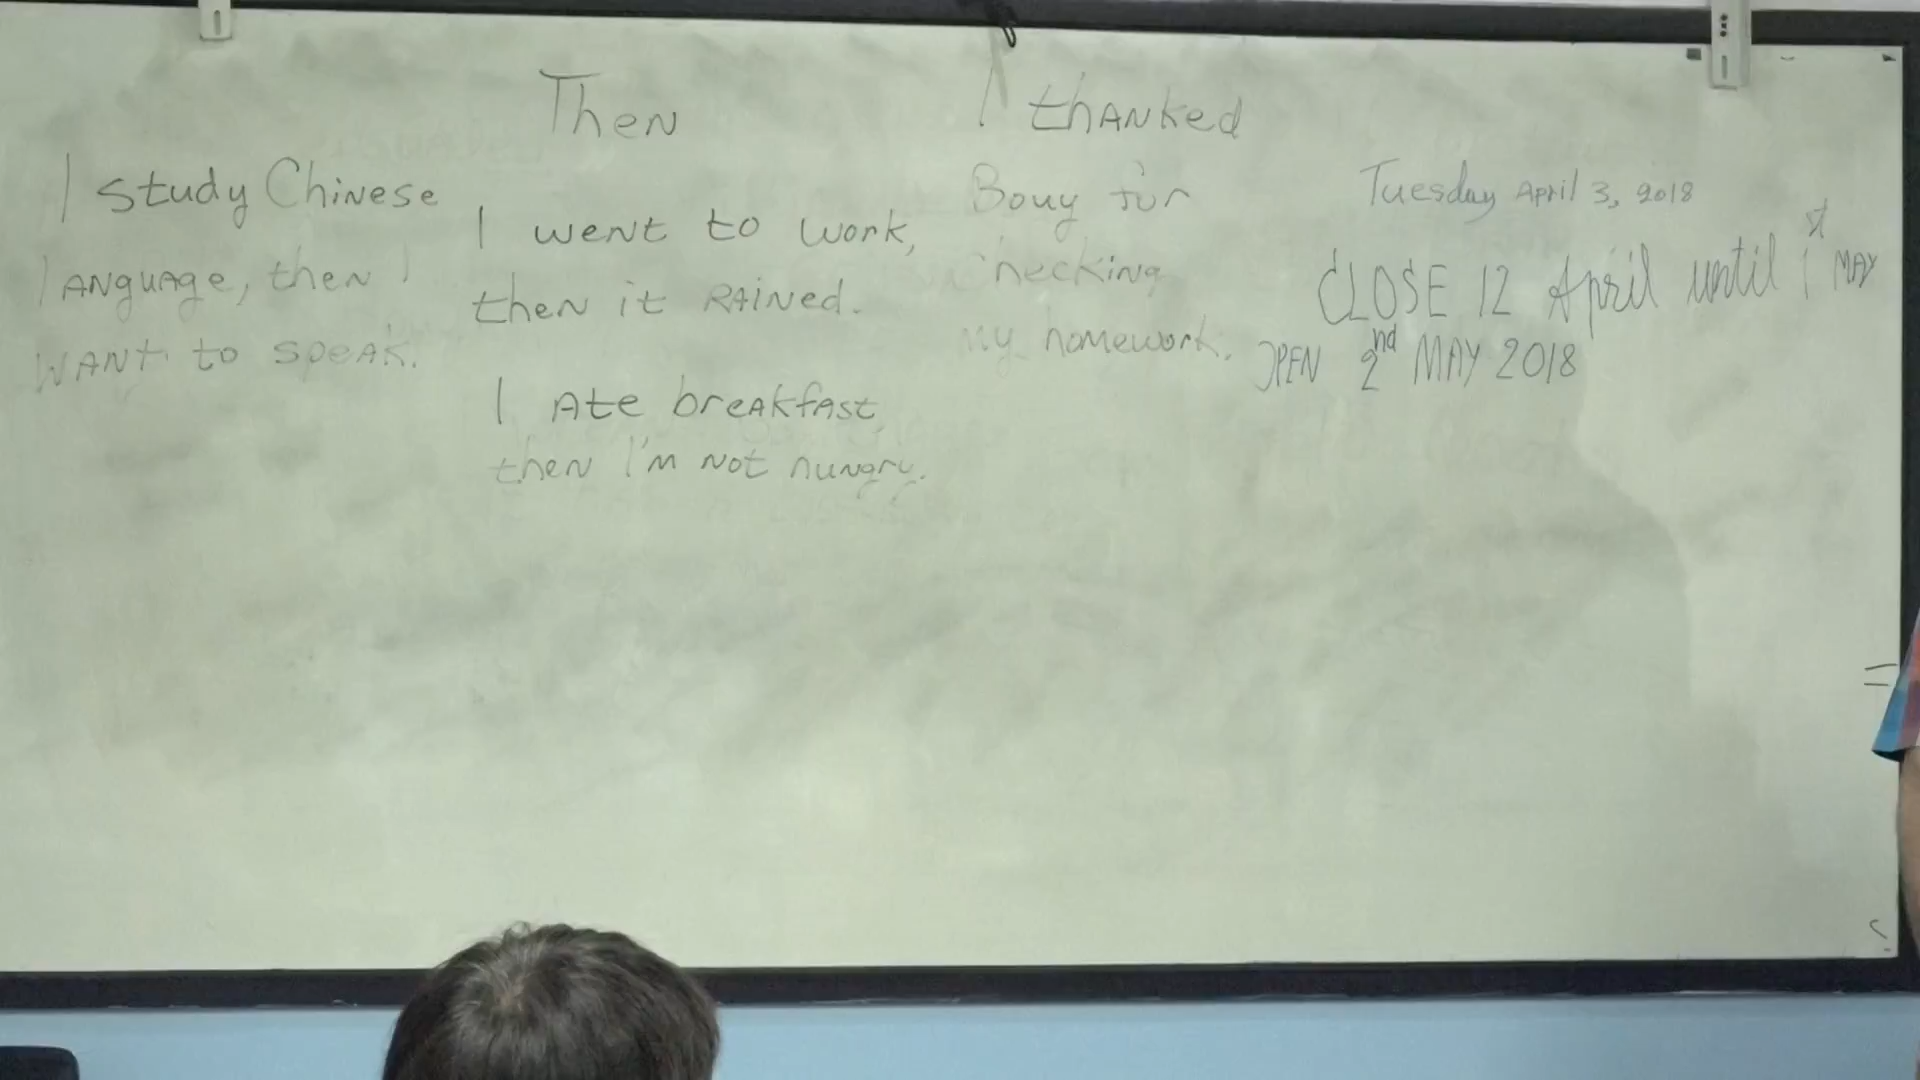 Then
I study Chinese
language, then I
want to speak.
I went to work,
then it rained.
I ate breakfast,
then I'm not hungry.
I thanked
Bouy for
checking
my homework.
Tuesday April 3, 2018
CLOSE 12 April until 1st MAY
OPEN 2nd MAY 2018